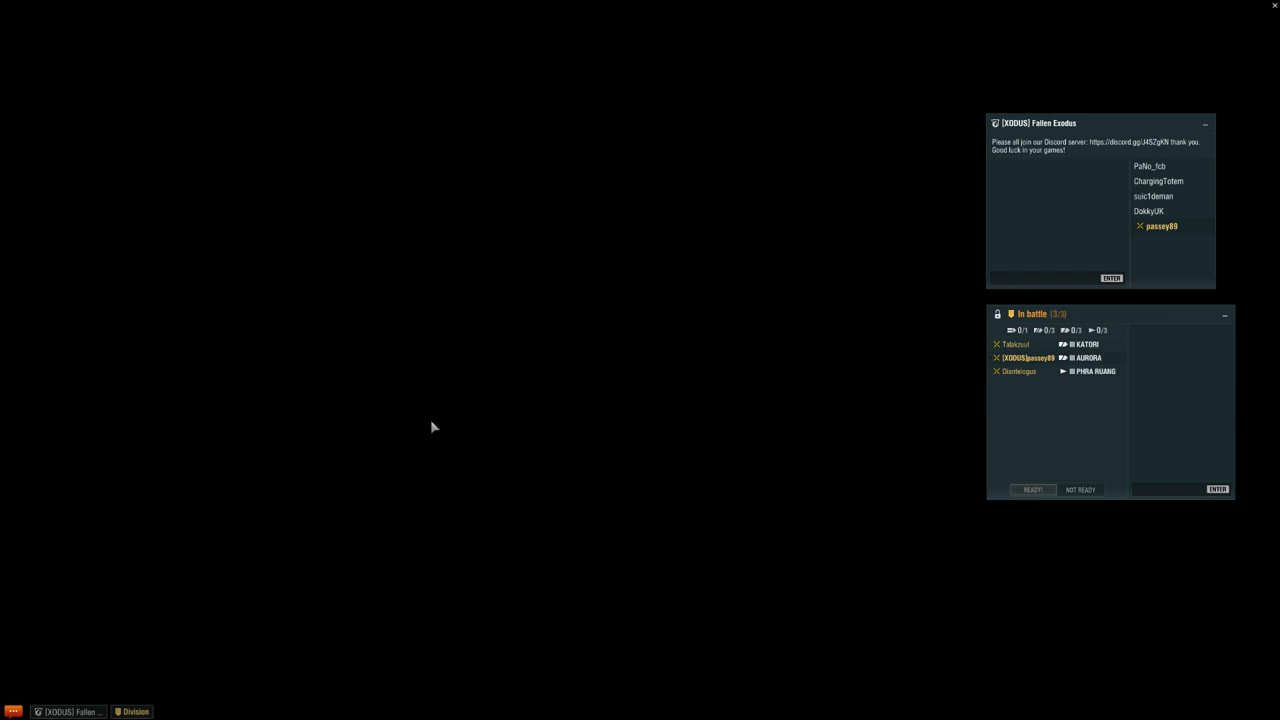 [XODUS] Fallen Exodus
Please all join our Discord server: https://discord.gg/J4SZgKN thank you.
Good luck in your games!
PaNo_fcb
ChargingTotem
suic1deman
DokkyUK
passey89
ENTER
In battle (3/3)
0/1 0/3 0/3 0/3
Talakzuul III KATORI
[XODUS]passey89 III AURORA
Diantelogus III PHRA RUANG
READY! NOT READY ENTER
[XODUS] Fallen ... Division